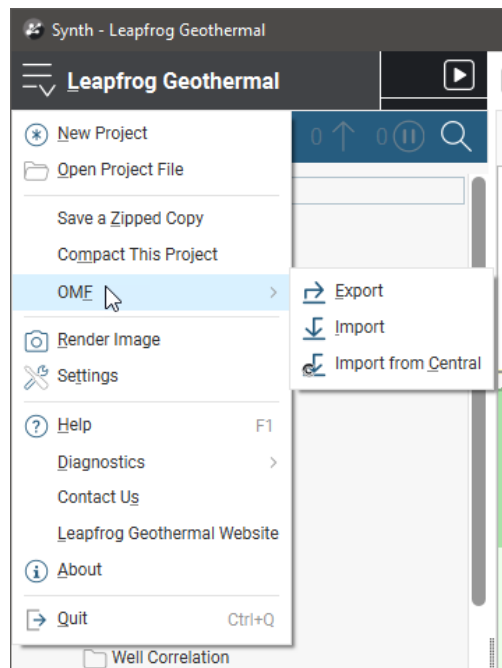 Synth - Leapfrog Geothermal
Leapfrog Geothermal
New Project
0 0
Open Project File
Save a Zipped Copy
Compact This Project
OMF
Export
Import
Import from Central
Render Image
Settings
Help F1
Diagnostics
Contact Us
Leapfrog Geothermal Website
About
Quit Ctrl+Q
Well Correlation